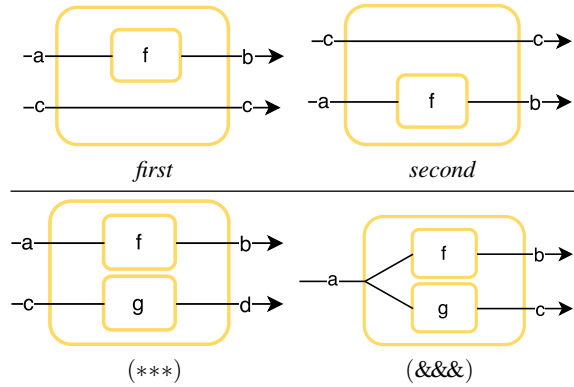 a f b c c
a f b c c
first second
a f b a f b
c g d g c
(***) (&&&)